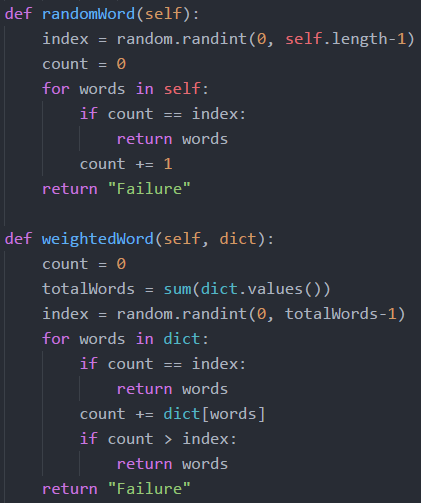 def randomWord(self):
    index = random.randint(0, self.length-1)
    count = 0
    for words in self:
        if count == index:
            return words
        count += 1
    return "Failure"

def weightedWord(self, dict):
    count = 0
    totalWords = sum(dict.values())
    index = random.randint(0, totalWords-1)
    for words in dict:
        if count == index:
            return words
        count += dict[words]
        if count > index:
            return words
    return "Failure"